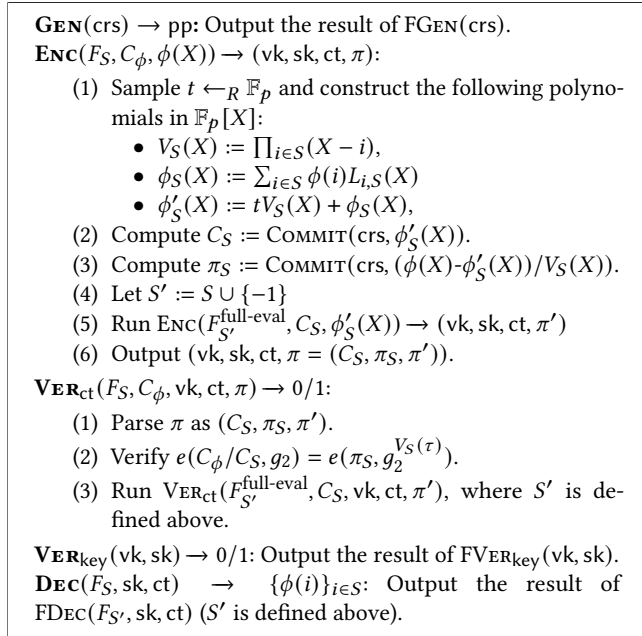 GEN(crs) → pp: Output the result of FGEN(crs).
ENC(F_S, C_ϕ, ϕ(X)) → (vk, sk, ct, π):
(1) Sample t ←_R 𝔽_p and construct the following polyno-
mials in 𝔽_p[X]:
• V_S(X) := ∏_{i∈S}(X − i),
• ϕ_S(X) := ∑_{i∈S} ϕ(i)L_{i,S}(X)
• ϕ′_S(X) := tV_S(X) + ϕ_S(X),
(2) Compute C_S := COMMIT(crs, ϕ′_S(X)).
(3) Compute π_S := COMMIT(crs, (ϕ(X)-ϕ′_S(X))/V_S(X)).
(4) Let S′ := S ∪ {−1}
(5) Run ENC(F_{S′}^{full-eval}, C_S, ϕ′_S(X)) → (vk, sk, ct, π′)
(6) Output (vk, sk, ct, π = (C_S, π_S, π′)).
VER_ct(F_S, C_ϕ, vk, ct, π) → 0/1:
(1) Parse π as (C_S, π_S, π′).
(2) Verify e(C_ϕ/C_S, g_2) = e(π_S, g_2^{V_S(τ)}).
(3) Run VER_ct(F_{S′}^{full-eval}, C_S, vk, ct, π′), where S′ is de-
fined above.
VER_key(vk, sk) → 0/1: Output the result of FVER_key(vk, sk).
DEC(F_S, sk, ct) → {ϕ(i)}_{i∈S}: Output the result of
FDEC(F_{S′}, sk, ct) (S′ is defined above).